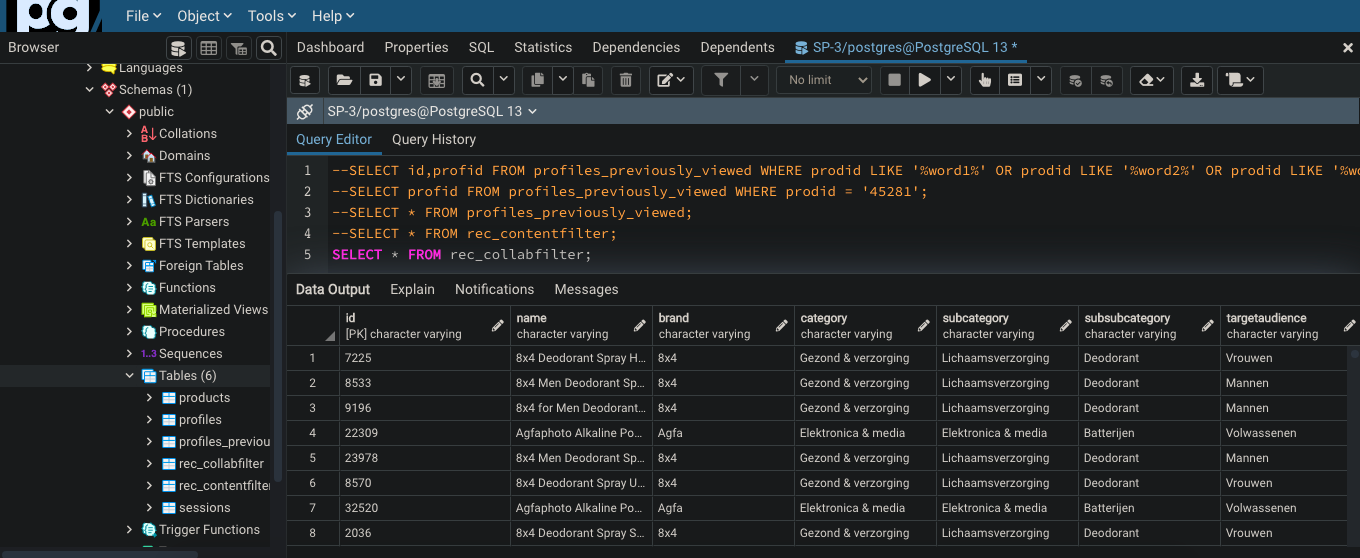 pg
File Object Tools Help
Browser
Dashboard Properties SQL Statistics Dependencies Dependents SP-3/postgres@PostgreSQL 13 *
No limit
SP-3/postgres@PostgreSQL 13
Query Editor Query History
Languages
Schemas (1)
public
Collations
Domains
FTS Configurations
FTS Dictionaries
Aa FTS Parsers
FTS Templates
Foreign Tables
Functions
Materialized Views
Procedures
1..3 Sequences
Tables (6)
products
profiles
profiles_previou
rec_collabfilter
rec_contentfilte
sessions
Trigger Functions
1 --SELECT id,profid FROM profiles_previously_viewed WHERE prodid LIKE '%word1%' OR prodid LIKE '%word2%' OR prodid LIKE '%wo
2 --SELECT profid FROM profiles_previously_viewed WHERE prodid = '45281';
3 --SELECT * FROM profiles_previously_viewed;
4 --SELECT * FROM rec_contentfilter;
5 SELECT * FROM rec_collabfilter;
Data Output Explain Notifications Messages
id name brand category subcategory subsubcategory targetaudience
[PK] character varying character varying character varying character varying character varying character varying character varying
1 7225 8x4 Deodorant Spray H... 8x4 Gezond & verzorging Lichaamsverzorging Deodorant Vrouwen
2 8533 8x4 Men Deodorant Sp... 8x4 Gezond & verzorging Lichaamsverzorging Deodorant Mannen
3 9196 8x4 for Men Deodorant... 8x4 Gezond & verzorging Lichaamsverzorging Deodorant Mannen
4 22309 Agfaphoto Alkaline Po... Agfa Elektronica & media Elektronica & media Batterijen Volwassenen
5 23978 8x4 Men Deodorant Sp... 8x4 Gezond & verzorging Lichaamsverzorging Deodorant Mannen
6 8570 8x4 Deodorant Spray U... 8x4 Gezond & verzorging Lichaamsverzorging Deodorant Vrouwen
7 32520 Agfaphoto Alkaline Po... Agfa Elektronica & media Elektronica & media Batterijen Volwassenen
8 2036 8x4 Deodorant Spray S... 8x4 Gezond & verzorging Lichaamsverzorging Deodorant Vrouwen